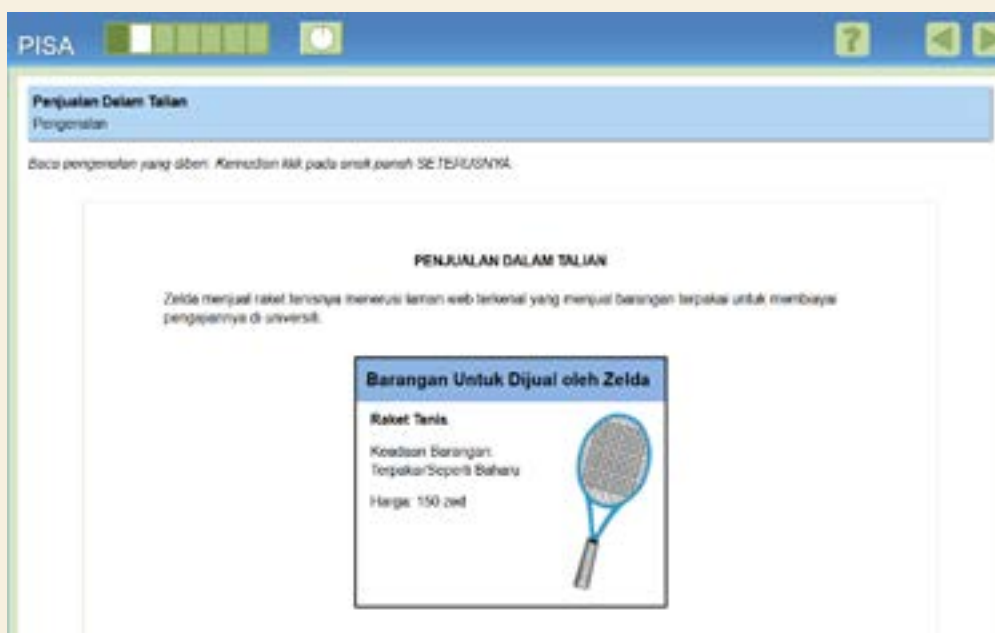 PISA
?
Penjualan Dalam Talian
Pengenalan
Baca pengenalan yang diberi. Kemudian klik pada anak panah SETERUSNYA.
PENJUALAN DALAM TALIAN
Zelda menjual raket tenisnya menerusi laman web terkenal yang menjual barangan terpakai untuk membiayai
pengajiannya di universiti.
Barangan Untuk Dijual oleh Zelda
Raket Tenis
Keadaan Barangan:
Terpakai/Seperti Baharu
Harga: 150 zed